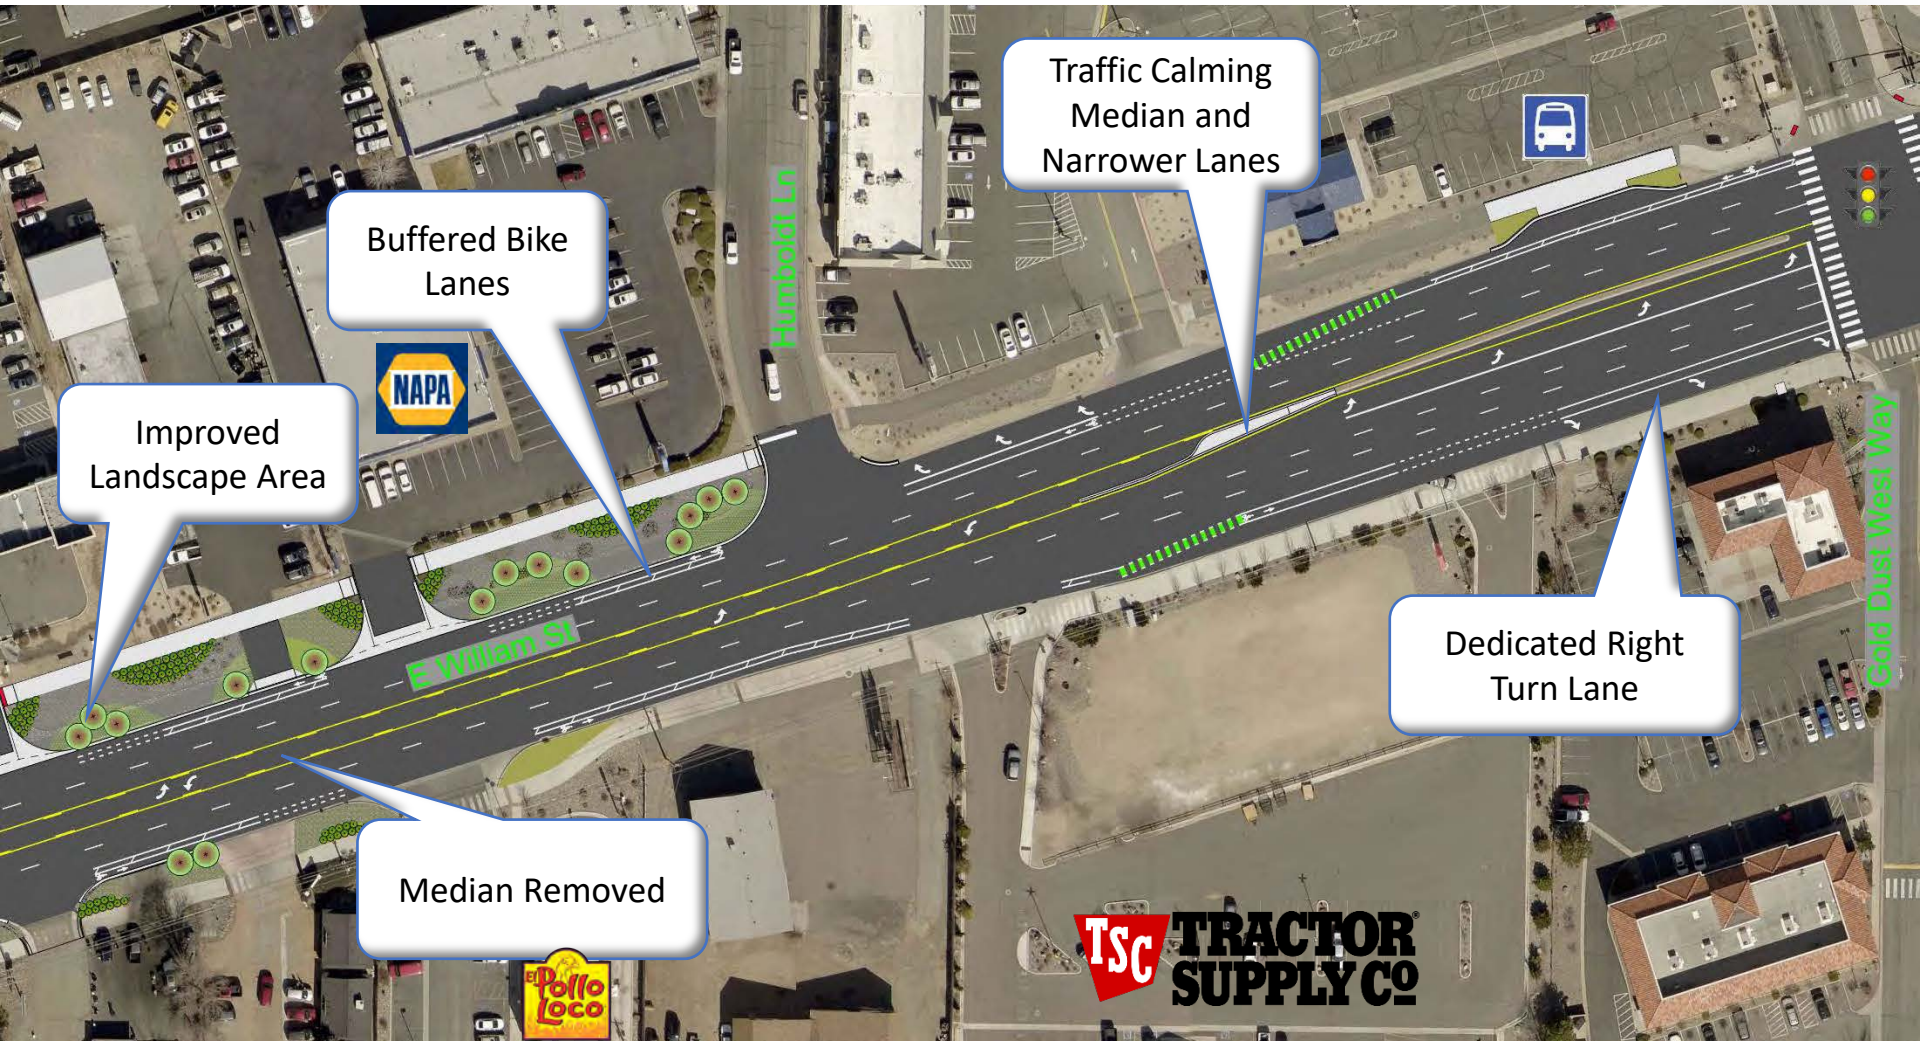 Traffic Calming
Median and
Narrower Lanes
Humboldt Ln
Buffered Bike
Lanes
NAPA
Improved
Landscape Area
E William St
Gold Dust West Way
Dedicated Right
Turn Lane
Median Removed
El Pollo
Loco
TSC TRACTOR
SUPPLY CO